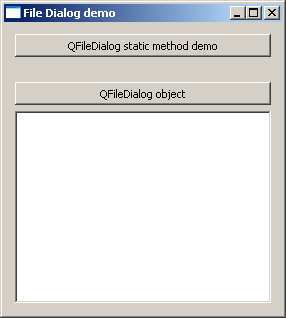 File Dialog demo
QFileDialog static method demo
QFileDialog object